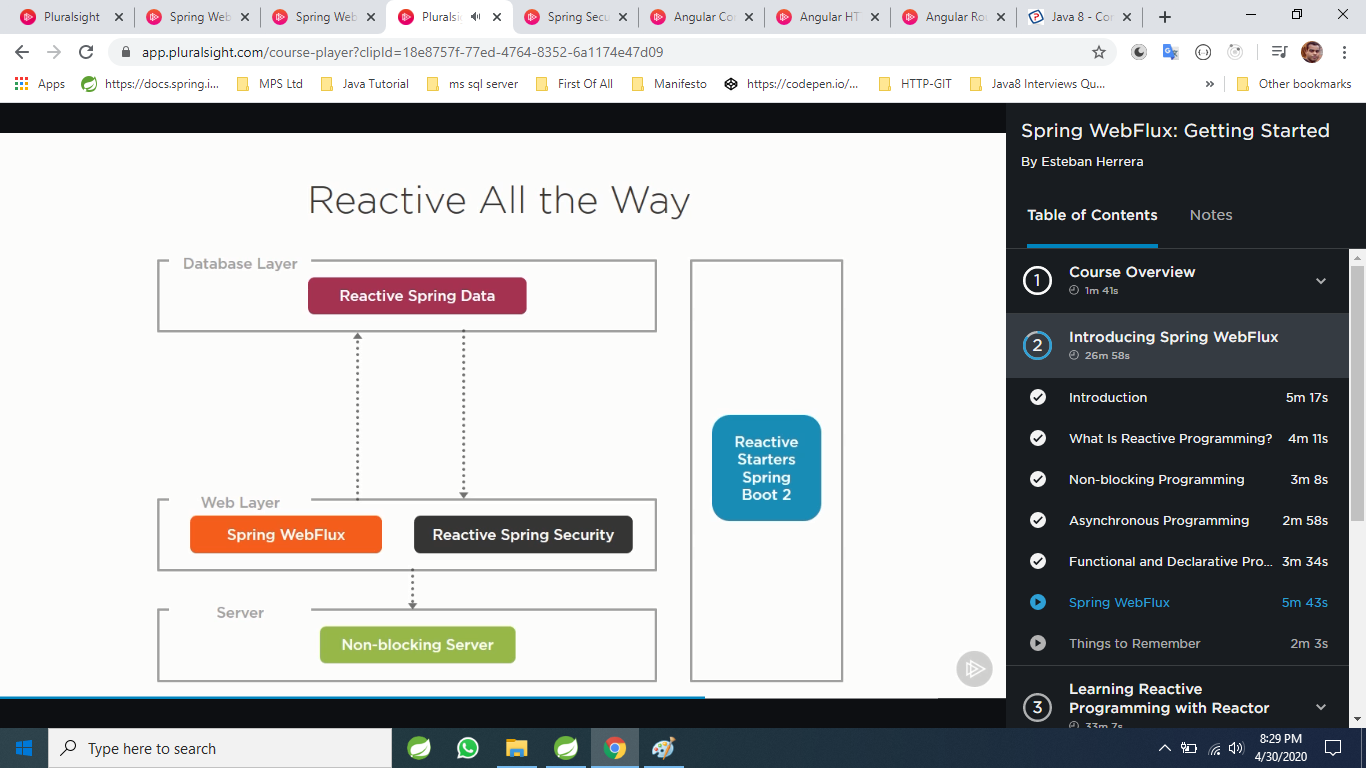 Pluralsight
Spring Web
Spring Web
Pluralsi
Spring Secu
Angular Co
Angular HT
Angular Rou
Java 8 - Cor
app.pluralsight.com/course-player?clipId=18e8757f-77ed-4764-8352-6a1174e47d09
Apps
https://docs.spring.i...
MPS Ltd
Java Tutorial
ms sql server
First Of All
Manifesto
https://codepen.io/...
HTTP-GIT
Java8 Interviews Qu...
»
Other bookmarks
Reactive All the Way
Database Layer
Reactive Spring Data
Web Layer
Spring WebFlux
Reactive Spring Security
Server
Non-blocking Server
Reactive
Starters
Spring
Boot 2
Spring WebFlux: Getting Started
By Esteban Herrera
Table of Contents
Notes
1
Course Overview
1m 41s
2
Introducing Spring WebFlux
26m 58s
Introduction 5m 17s
What Is Reactive Programming? 4m 11s
Non-blocking Programming 3m 8s
Asynchronous Programming 2m 58s
Functional and Declarative Pro... 3m 34s
Spring WebFlux 5m 43s
Things to Remember 2m 3s
3
Learning Reactive
Programming with Reactor
33m 7s
Type here to search
8:29 PM
4/30/2020